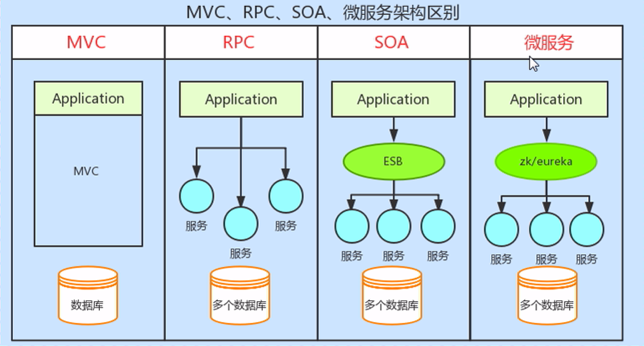 MVC、RPC、SOA、微服务架构区别
MVC RPC SOA 微服务
Application Application Application Application
MVC
ESB zk/eureka
服务 服务 服务
服务 服务 服务
服务 服务 服务
数据库 多个数据库 多个数据库 多个数据库